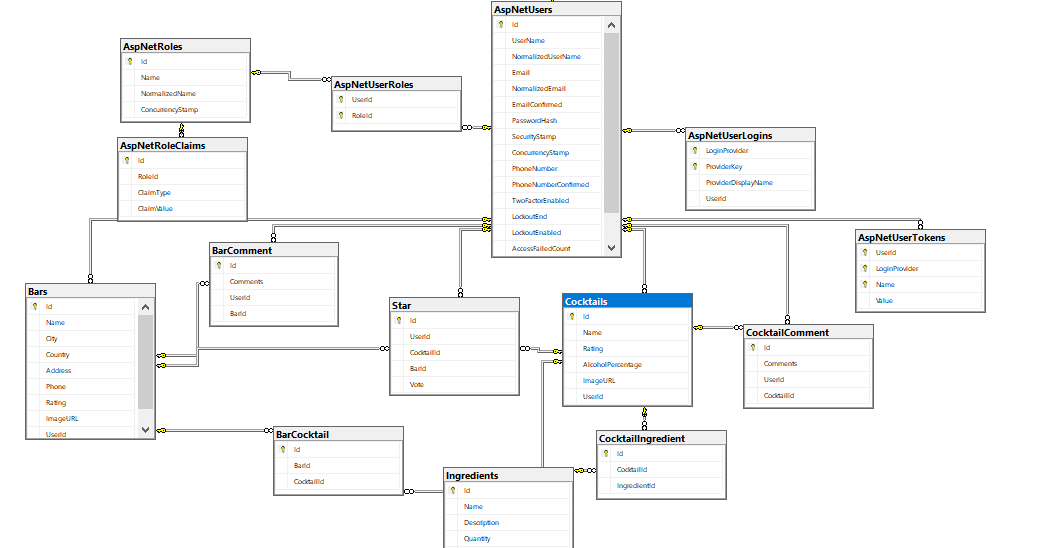 AspNetUsers
Id
UserName
NormalizedUserName
Email
NormalizedEmail
EmailConfirmed
PasswordHash
SecurityStamp
ConcurrencyStamp
PhoneNumber
PhoneNumberConfirmed
TwoFactorEnabled
LockoutEnd
LockoutEnabled
AccessFailedCount
AspNetRoles
Id
Name
NormalizedName
ConcurrencyStamp
AspNetUserRoles
UserId
RoleId
AspNetUserLogins
LoginProvider
ProviderKey
ProviderDisplayName
UserId
AspNetRoleClaims
Id
RoleId
ClaimType
ClaimValue
AspNetUserTokens
UserId
LoginProvider
Name
Value
BarComment
Id
Comments
UserId
BarId
Bars
Id
Name
City
Country
Address
Phone
Rating
ImageURL
UserId
Star
Id
UserId
CocktailId
BarId
Vote
Cocktails
Id
Name
Rating
AlcoholPercentage
ImageURL
UserId
CocktailComment
Id
Comments
UserId
CocktailId
BarCocktail
Id
BarId
CocktailId
CocktailIngredient
Id
CocktailId
IngredientId
Ingredients
Id
Name
Description
Quantity